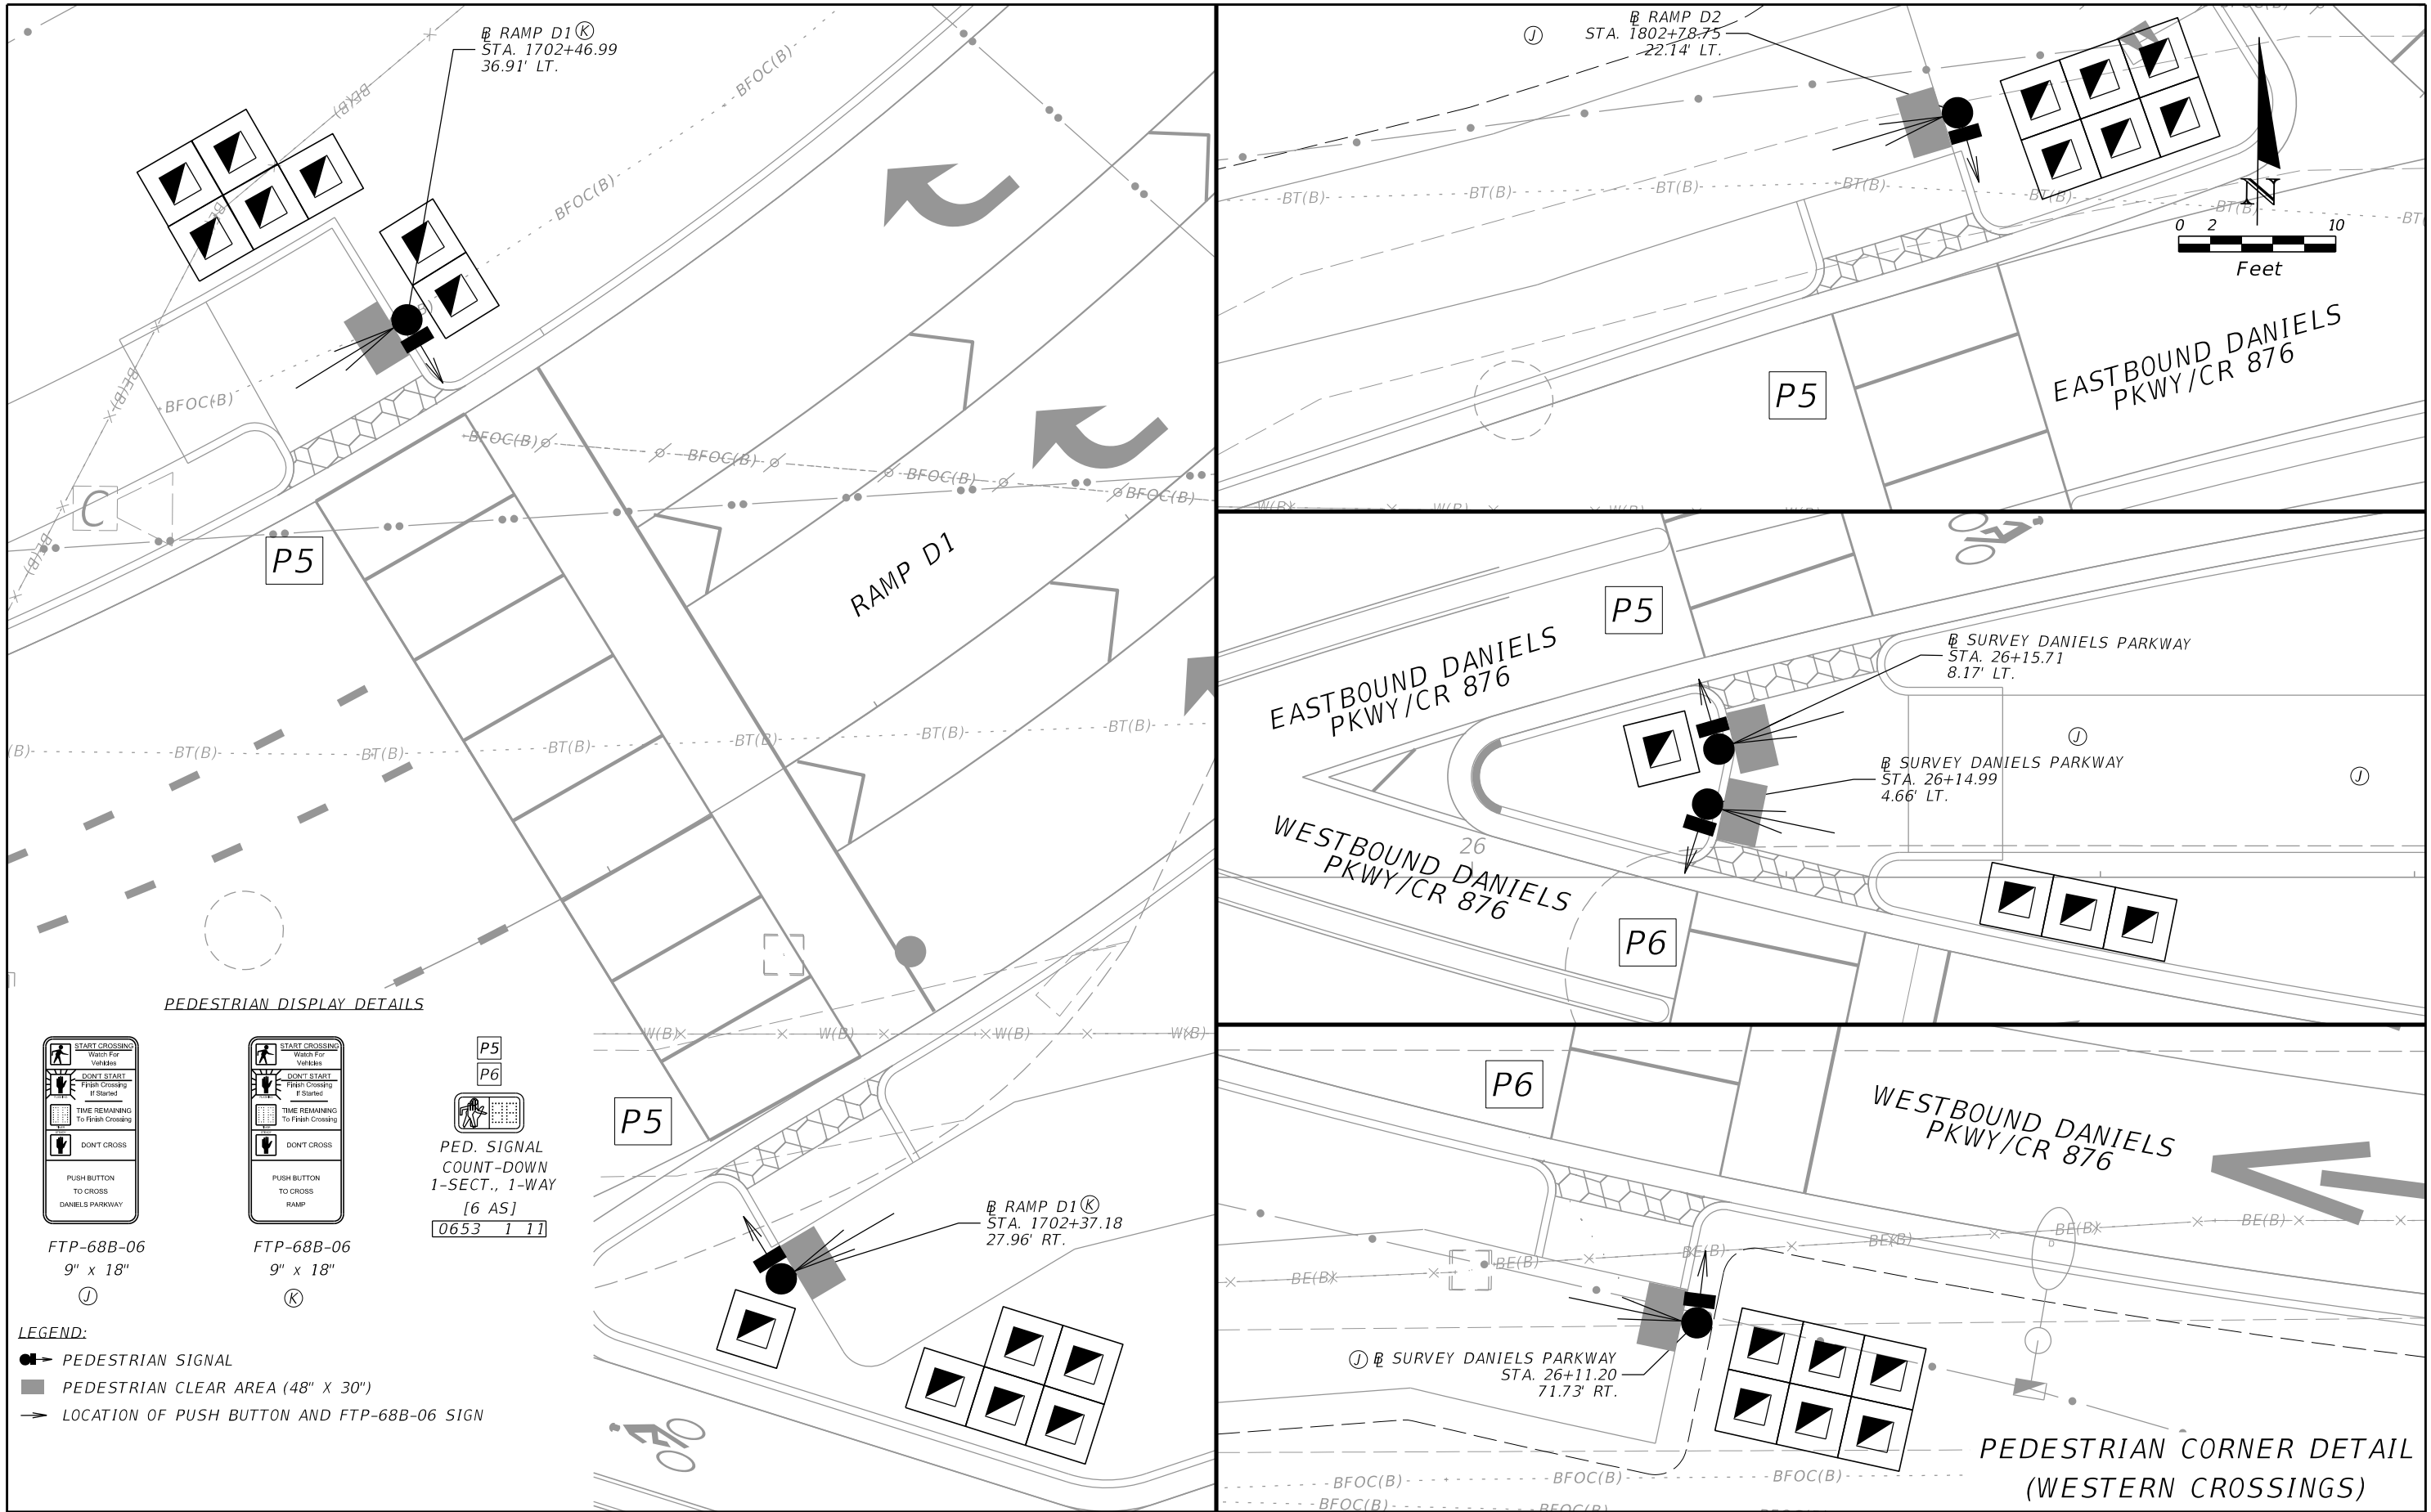 ℄ RAMP D1 Ⓚ
STA. 1702+46.99
36.91' LT.
BE(B)
BFOC(B)
BFOC(B)
BE(B)
BFOC(B)
BE(B)
C
P5
BFOC(B)
BFOC(B)
BFOC(B)
BFOC(B)
RAMP D1
BT(B)
BT(B)
BT(B)
BT(B)
BT(B)
BT(B)
W(B)
W(B)
W(B)
W(B)
P5
℄ RAMP D1 Ⓚ
STA. 1702+37.18
27.96' RT.
PEDESTRIAN DISPLAY DETAILS
START CROSSING
Watch For
Vehicles
DON'T START
Finish Crossing
If Started
TIME REMAINING
To Finish Crossing
DON'T CROSS
PUSH BUTTON
TO CROSS
DANIELS PARKWAY
FTP-68B-06
9" x 18"
Ⓙ
START CROSSING
Watch For
Vehicles
DON'T START
Finish Crossing
If Started
TIME REMAINING
To Finish Crossing
DON'T CROSS
PUSH BUTTON
TO CROSS
RAMP
FTP-68B-06
9" x 18"
Ⓚ
P5
P6
PED. SIGNAL
COUNT-DOWN
1-SECT., 1-WAY
[6 AS]
0653 1 11
LEGEND:
PEDESTRIAN SIGNAL
PEDESTRIAN CLEAR AREA (48" X 30")
LOCATION OF PUSH BUTTON AND FTP-68B-06 SIGN
Ⓙ ℄ RAMP D2
STA. 1802+78.75
22.14' LT.
BT(B)
BT(B)
BT(B)
BT(B)
BT(B)
BT(B)
N
0 2 10
Feet
P5
EASTBOUND DANIELS
PKWY/CR 876
W(B)
W(B)
W(B)
P5
EASTBOUND DANIELS
PKWY/CR 876
℄ SURVEY DANIELS PARKWAY
STA. 26+15.71
8.17' LT.
Ⓙ
℄ SURVEY DANIELS PARKWAY
STA. 26+14.99
4.66' LT.
Ⓙ
WESTBOUND DANIELS
PKWY/CR 876
26
P6
P6
WESTBOUND DANIELS
PKWY/CR 876
BE(B)
BE(B)
BE(B)
BE(B)
BE(B)
BE(B)
Ⓙ ℄ SURVEY DANIELS PARKWAY
STA. 26+11.20
71.73' RT.
BFOC(B)
BFOC(B)
BFOC(B)
BFOC(B)
PEDESTRIAN CORNER DETAIL
(WESTERN CROSSINGS)